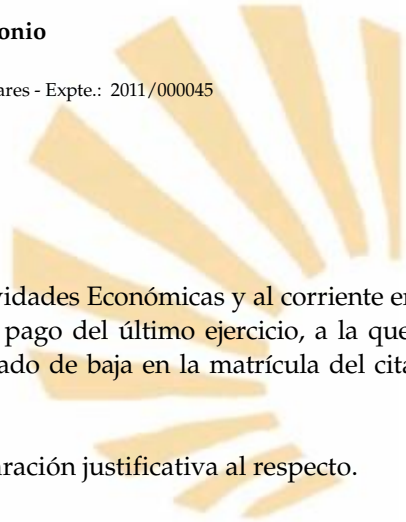 onio
ares - Expte.: 2011/000045
vidades Económicas y al corriente en
pago del último ejercicio, a la que
ado de baja en la matrícula del cita
aración justificativa al respecto.